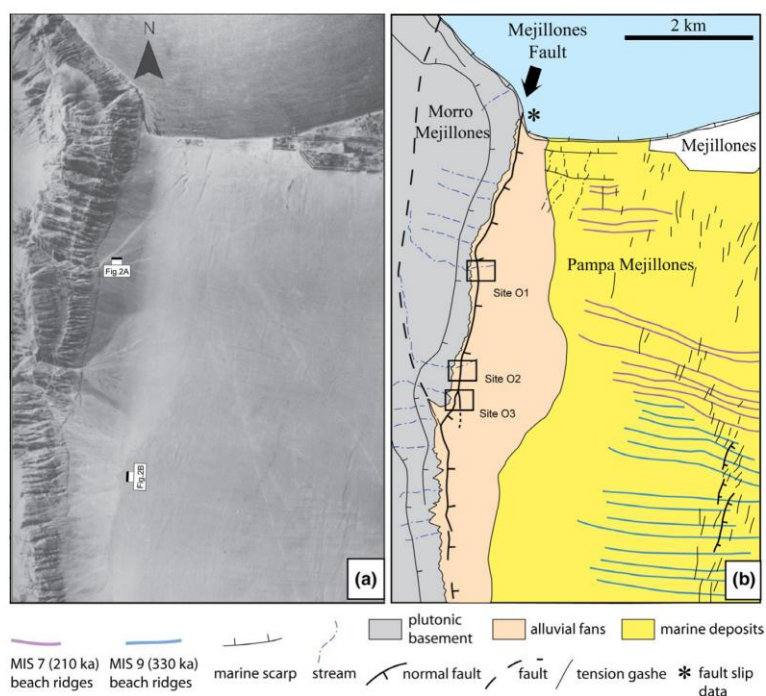 N
Fig.2A
Fig.2B
(a)
Mejillones
Fault
2 km
Morro
Mejillones
*
Mejillones
Pampa Mejillones
Site O1
Site O2
Site O3
(b)
MIS 7 (210 ka)
beach ridges
MIS 9 (330 ka)
beach ridges
marine scarp
stream
plutonic
basement
alluvial fans
marine deposits
normal fault
fault
tension gashe
* fault slip
data